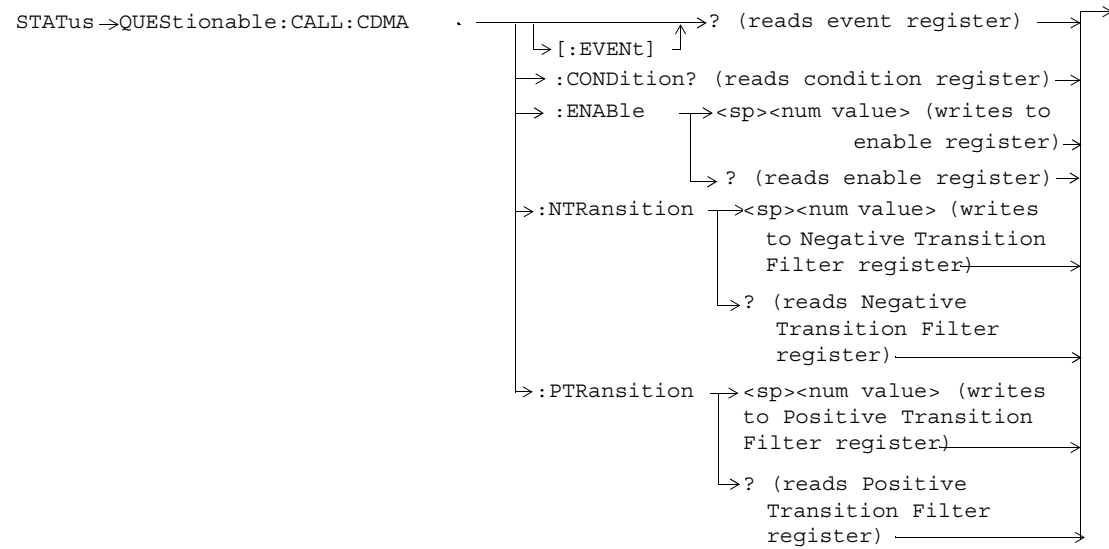 STATus QUEStionable:CALL:CDMA ? (reads event register)
[:EVENt]
:CONDition? (reads condition register)
:ENABle <sp><num value> (writes to
enable register)
? (reads enable register)
:NTRansition <sp><num value> (writes
to Negative Transition
Filter register)
? (reads Negative
Transition Filter
register)
:PTRansition <sp><num value> (writes
to Positive Transition
Filter register)
? (reads Positive
Transition Filter
register)